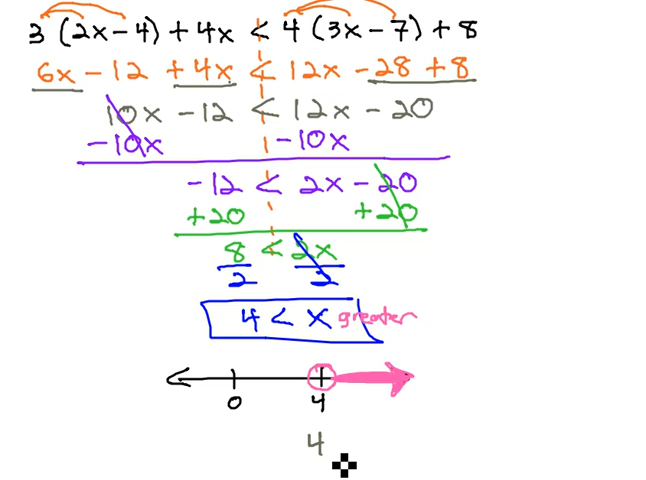 3 (2x - 4) + 4x < 4 (3x - 7) + 8
6x - 12 + 4x < 12x - 28 + 8
10x - 12 < 12x - 20
- 10x - 10x
- 12 < 2x - 20
+ 20 + 20
8 < 2x
2 2
4 < x greater
0 4
4